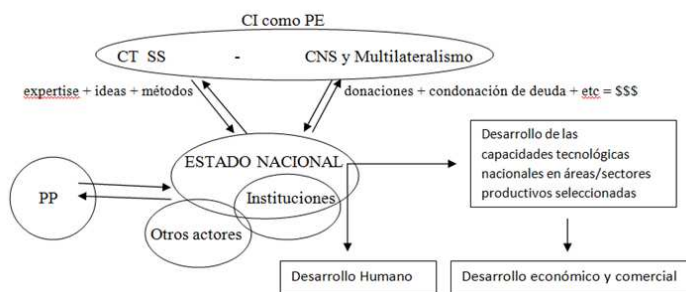 CI como PE
CT SS - CNS y Multilateralismo
expertise + ideas + métodos
donaciones + condonación de deuda + etc = $$$
ESTADO NACIONAL
Instituciones
PP
Otros actores
Desarrollo de las
capacidades tecnológicas
nacionales en áreas/sectores
productivos seleccionadas
Desarrollo Humano
Desarrollo económico y comercial